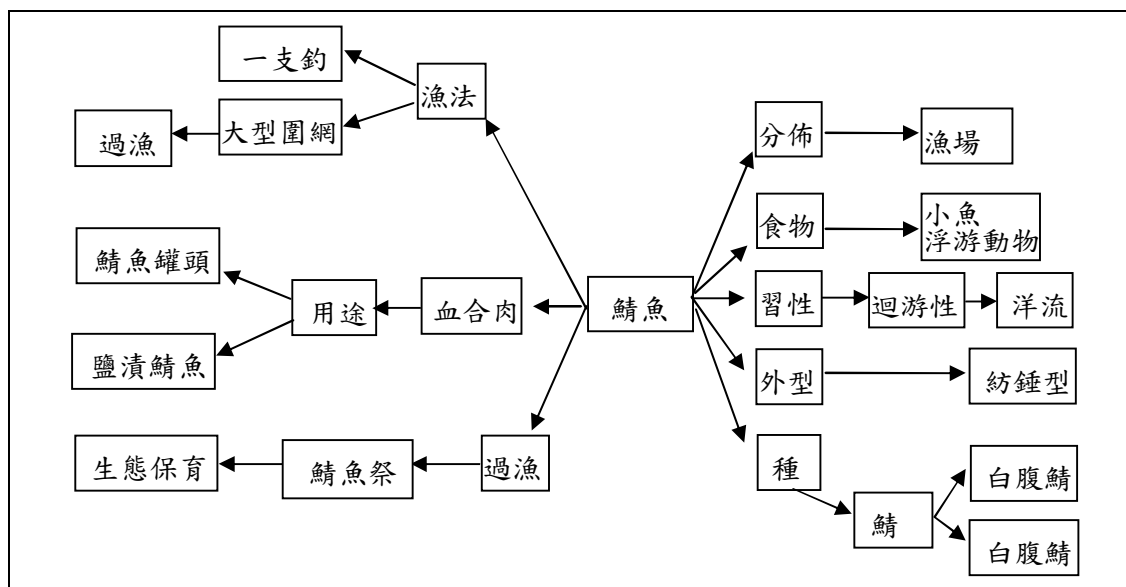 一支釣
漁法
大型圍網
過漁
分佈
漁場
食物
小魚
浮游動物
鯖魚罐頭
用途
血合肉
鯖魚
習性
迴游性
洋流
鹽漬鯖魚
外型
紡錘型
生態保育
鯖魚祭
過漁
種
鯖
白腹鯖
白腹鯖